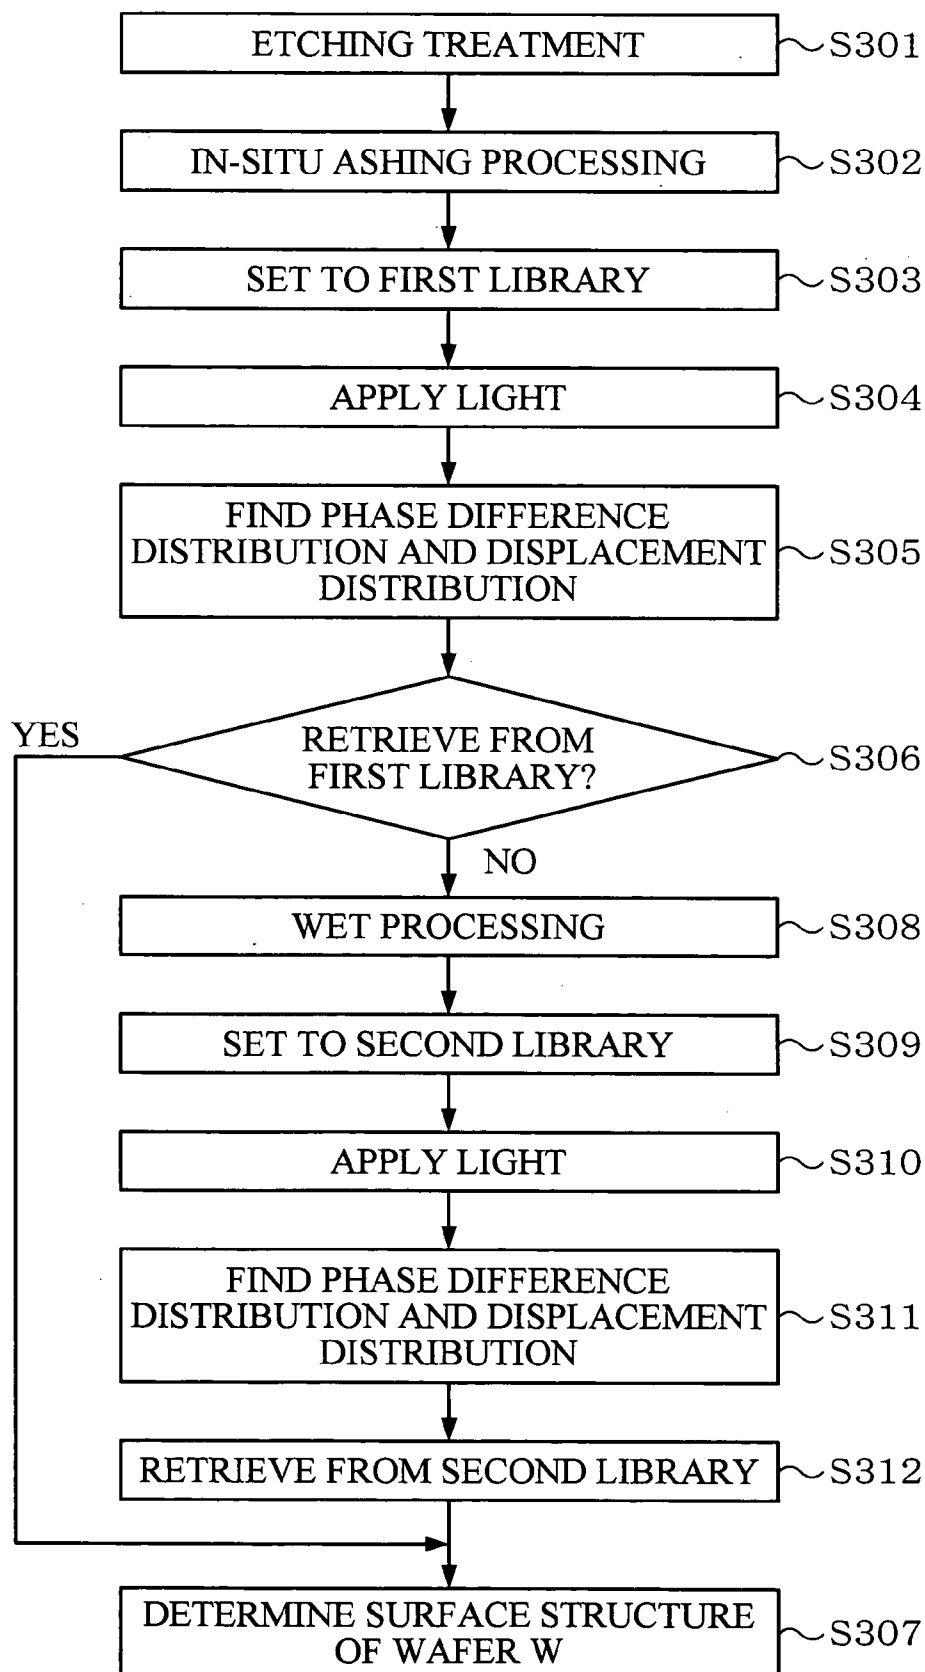 ETCHING TREATMENT
S301
IN-SITU ASHING PROCESSING
S302
SET TO FIRST LIBRARY
S303
APPLY LIGHT
S304
FIND PHASE DIFFERENCE
DISTRIBUTION AND DISPLACEMENT
DISTRIBUTION
S305
YES
RETRIEVE FROM
FIRST LIBRARY?
S306
NO
WET PROCESSING
S308
SET TO SECOND LIBRARY
S309
APPLY LIGHT
S310
FIND PHASE DIFFERENCE
DISTRIBUTION AND DISPLACEMENT
DISTRIBUTION
S311
RETRIEVE FROM SECOND LIBRARY
S312
DETERMINE SURFACE STRUCTURE
OF WAFER W
S307